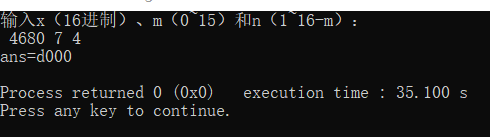 输入x（16进制）、m（0~15）和n（1~16-m）：
4680 7 4
ans=d000
Process returned 0 (0x0)   execution time : 35.100 s
Press any key to continue.